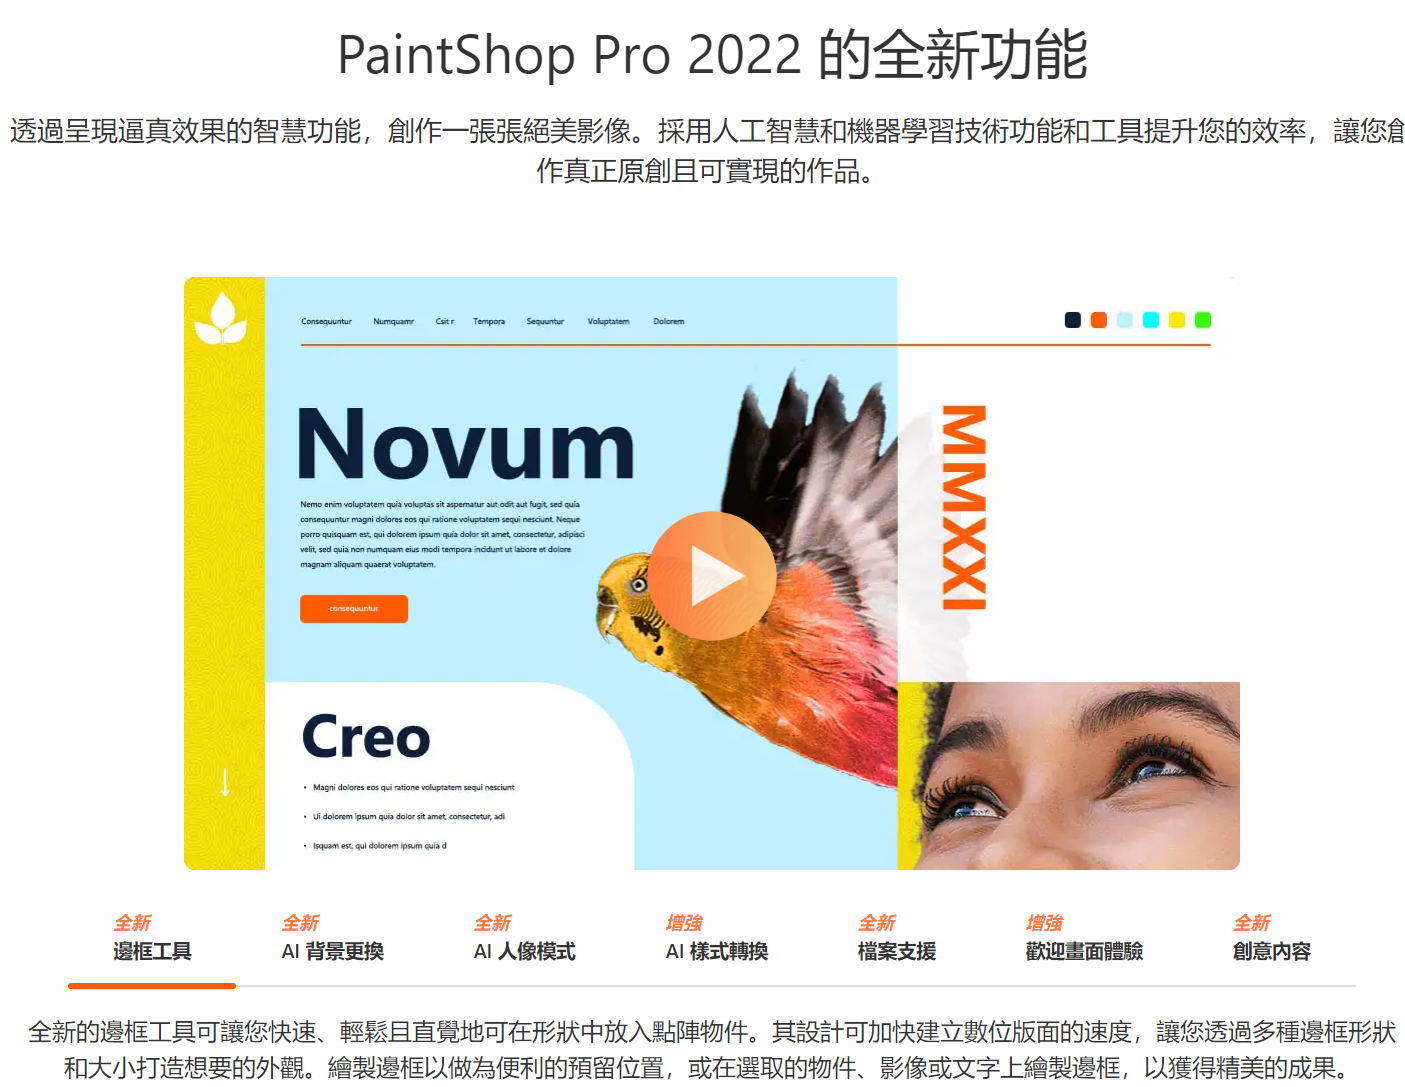 PaintShop Pro 2022 的全新功能
透過呈現逼真效果的智慧功能，創作一張張絕美影像。採用人工智慧和機器學習技術功能和工具提升您的效率，讓您創
作真正原創且可實現的作品。
Consequuntur Numquamr Csit r Tempora Sequuntur Voluptatem Dolorem
Novum
MMXXI
Nemo enim voluptatem quia voluptas sit aspernatur aut odit aut fugit, sed quia
consequuntur magni dolores eos qui ratione voluptatem sequi nesciunt. Neque
porro quisquam est, qui dolorem ipsum quia dolor sit amet, consectetur, adipisci
velit, sed quia non numquam eius modi tempora incidunt ut labore et dolore
magnam aliquam quaerat voluptatem.
consequuntur
Creo
• Magni dolores eos qui ratione voluptatem sequi nesciunt
• Ui dolorem ipsum quia dolor sit amet, consectetur, adi
• Isquam est, qui dolorem ipsum quia d
全新 全新 全新 增強 全新 增強 全新
邊框工具 AI 背景更換 AI 人像模式 AI 樣式轉換 檔案支援 歡迎畫面體驗 創意內容
全新的邊框工具可讓您快速、輕鬆且直覺地可在形狀中放入點陣物件。其設計可加快建立數位版面的速度，讓您透過多種邊框形狀
和大小打造想要的外觀。繪製邊框以做為便利的預留位置，或在選取的物件、影像或文字上繪製邊框，以獲得精美的成果。